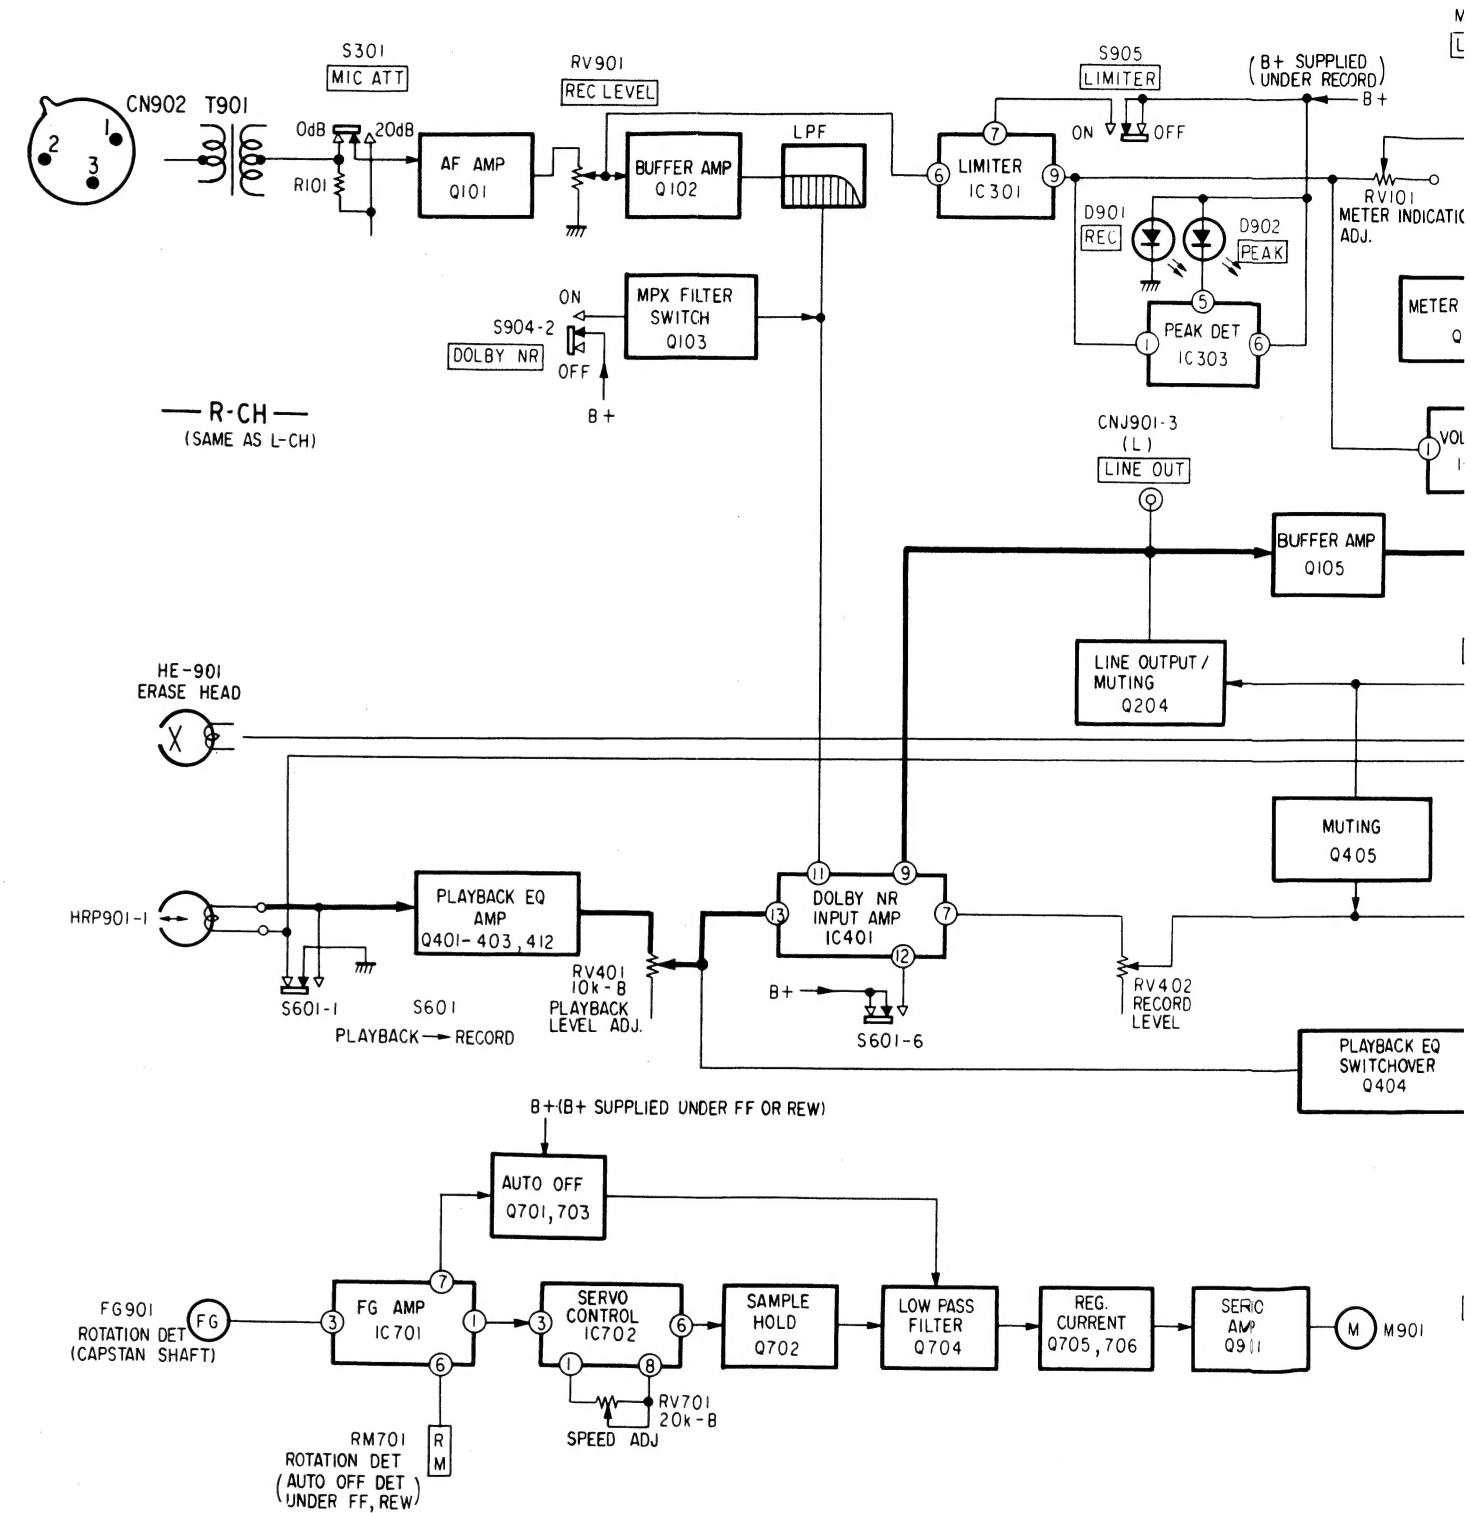 S301
MIC ATT
CN902
T901
1
2
3
0dB
20dB
R101
AF AMP
Q101
RV901
REC LEVEL
BUFFER AMP
Q102
LPF
S905
LIMITER
ON
OFF
(B+ SUPPLIED
UNDER RECORD)
B+
7
6
LIMITER
IC301
9
RV101
METER INDICATIO
ADJ.
D901
REC
D902
PEAK
5
1
PEAK DET
IC303
6
M
L
METER
Q
1
VOL
I
ON
S904-2
DOLBY NR
OFF
B+
MPX FILTER
SWITCH
Q103
R-CH
(SAME AS L-CH)
CNJ901-3
(L)
LINE OUT
BUFFER AMP
Q105
LINE OUTPUT/
MUTING
Q204
HE-901
ERASE HEAD
MUTING
Q405
HRP901-1
PLAYBACK EQ
AMP
Q401-403, 412
S601-1
S601
PLAYBACK → RECORD
RV401
10k-B
PLAYBACK
LEVEL ADJ.
11
9
13
DOLBY NR
INPUT AMP
IC401
7
12
B+
S601-6
RV402
RECORD
LEVEL
PLAYBACK EQ
SWITCHOVER
Q404
B+ (B+ SUPPLIED UNDER FF OR REW)
AUTO OFF
Q701, 703
FG901
ROTATION DET
(CAPSTAN SHAFT)
FG
7
3
FG AMP
IC701
1
6
3
SERVO
CONTROL
IC702
6
1
8
RV701
20k-B
SPEED ADJ
SAMPLE
HOLD
Q702
LOW PASS
FILTER
Q704
REG.
CURRENT
Q705, 706
AMP
M
M901
RM701
ROTATION DET
(AUTO OFF DET
UNDER FF, REW)
R
M